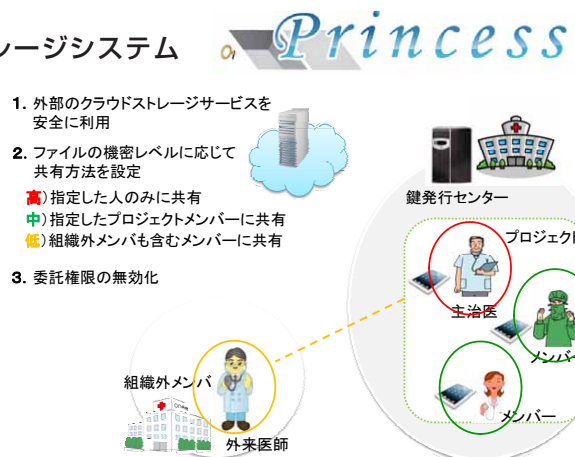 レージシステム
Princess
1. 外部のクラウドストレージサービスを
安全に利用
2. ファイルの機密レベルに応じて
共有方法を設定
高）指定した人のみに共有
中）指定したプロジェクトメンバーに共有
低）組織外メンバも含むメンバーに共有
3. 委託権限の無効化
鍵発行センター
プロジェクト
主治医
メンバー
メンバー
組織外メンバ
外来医師